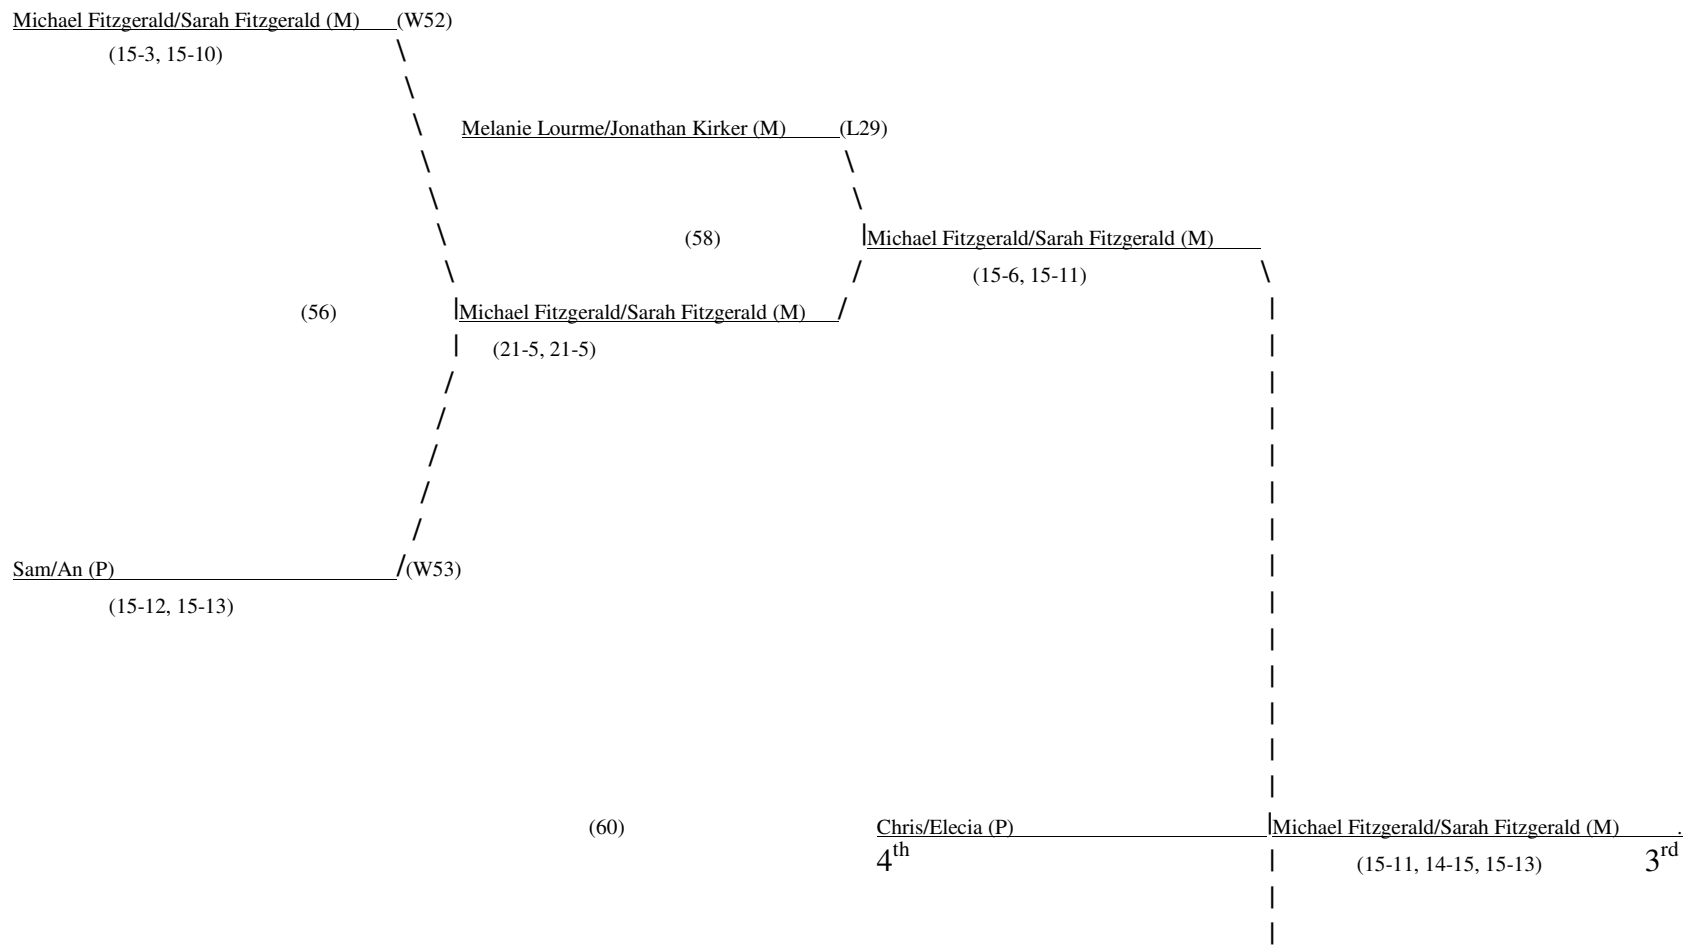 Michael Fitzgerald/Sarah Fitzgerald (M) (W52)
(15-3, 15-10)
Melanie Lourme/Jonathan Kirker (M) (L29)
(58) Michael Fitzgerald/Sarah Fitzgerald (M)
(15-6, 15-11)
(56) Michael Fitzgerald/Sarah Fitzgerald (M)
(21-5, 21-5)
Sam/An (P) (W53)
(15-12, 15-13)
(60) Chris/Elecia (P) Michael Fitzgerald/Sarah Fitzgerald (M) .
4th (15-11, 14-15, 15-13) 3rd